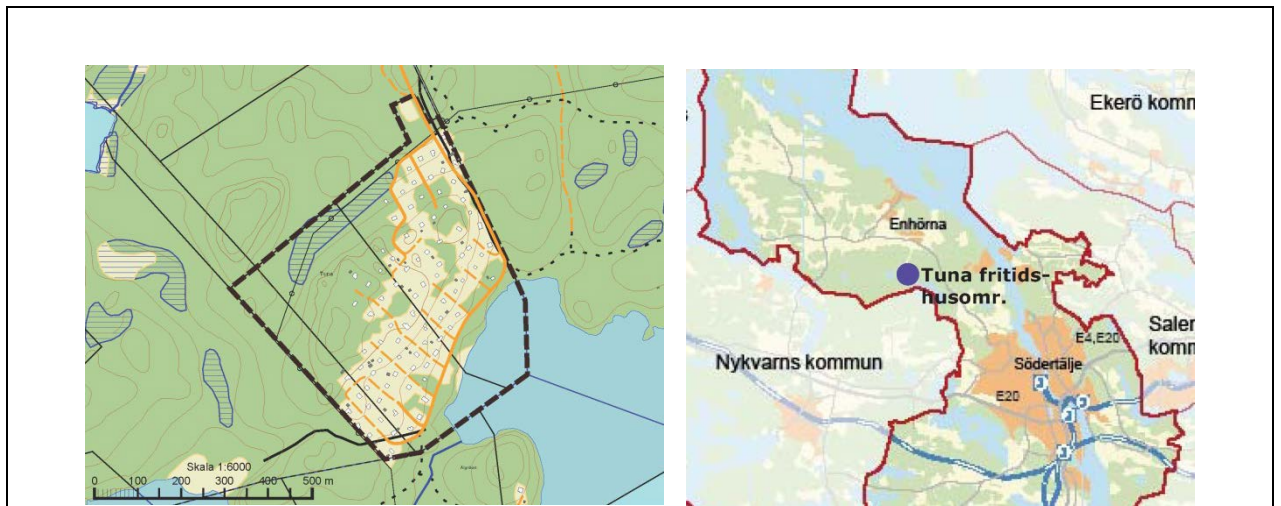 Skala 1:6000
0 100 200 300 400 500 m
Ekerö komm
Enhörna
Tuna fritids-
husomr.
E4,E20
Saler
komm
Nykvarns kommun
Södertälje
E20